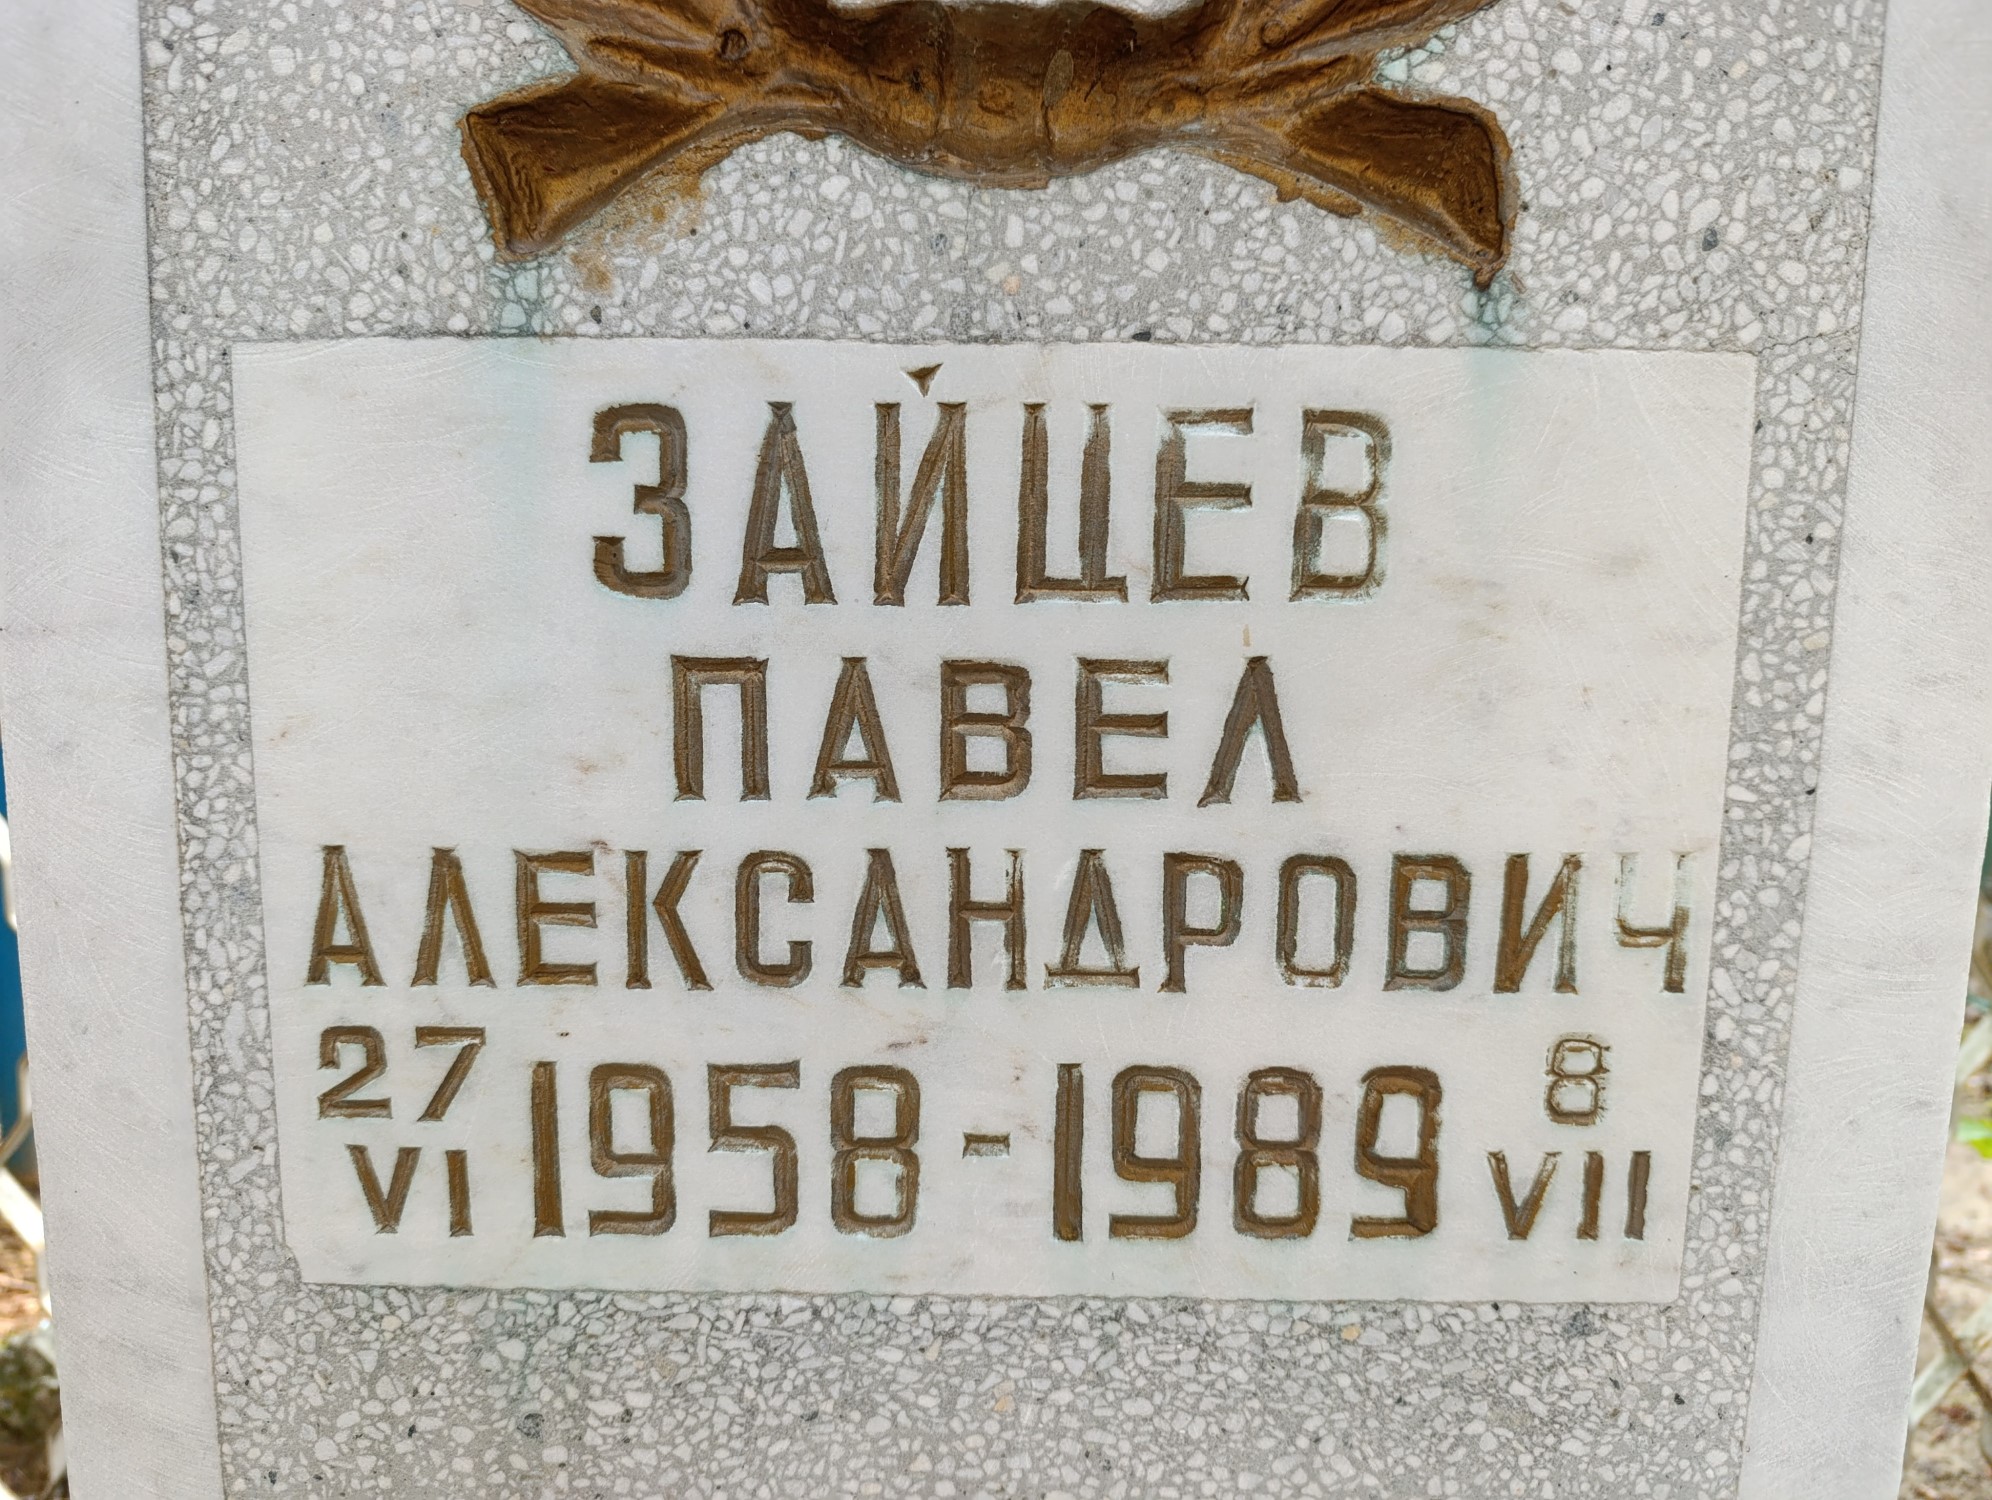 ЗАЙЦЕВ
ПАВЕЛ
АЛЕКСАНДРОВИЧ
27 VI 1958 - 1989 8 VII